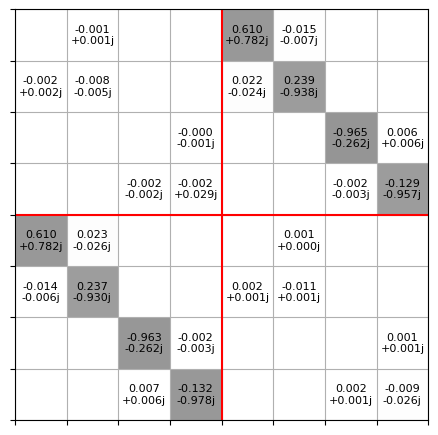 -0.001 0.610 -0.015
+0.001j +0.782j -0.007j
-0.002 -0.008 0.022 0.239
+0.002j -0.005j -0.024j -0.938j
-0.000 -0.965 0.006
-0.001j -0.262j +0.006j
-0.002 -0.002 -0.002 -0.129
-0.002j +0.029j -0.003j -0.957j
0.610 0.023 0.001
+0.782j -0.026j +0.000j
-0.014 0.237 0.002 -0.011
-0.006j -0.930j +0.001j +0.001j
-0.963 -0.002 0.001
-0.262j -0.003j +0.001j
0.007 -0.132 0.002 -0.009
+0.006j -0.978j +0.001j -0.026j